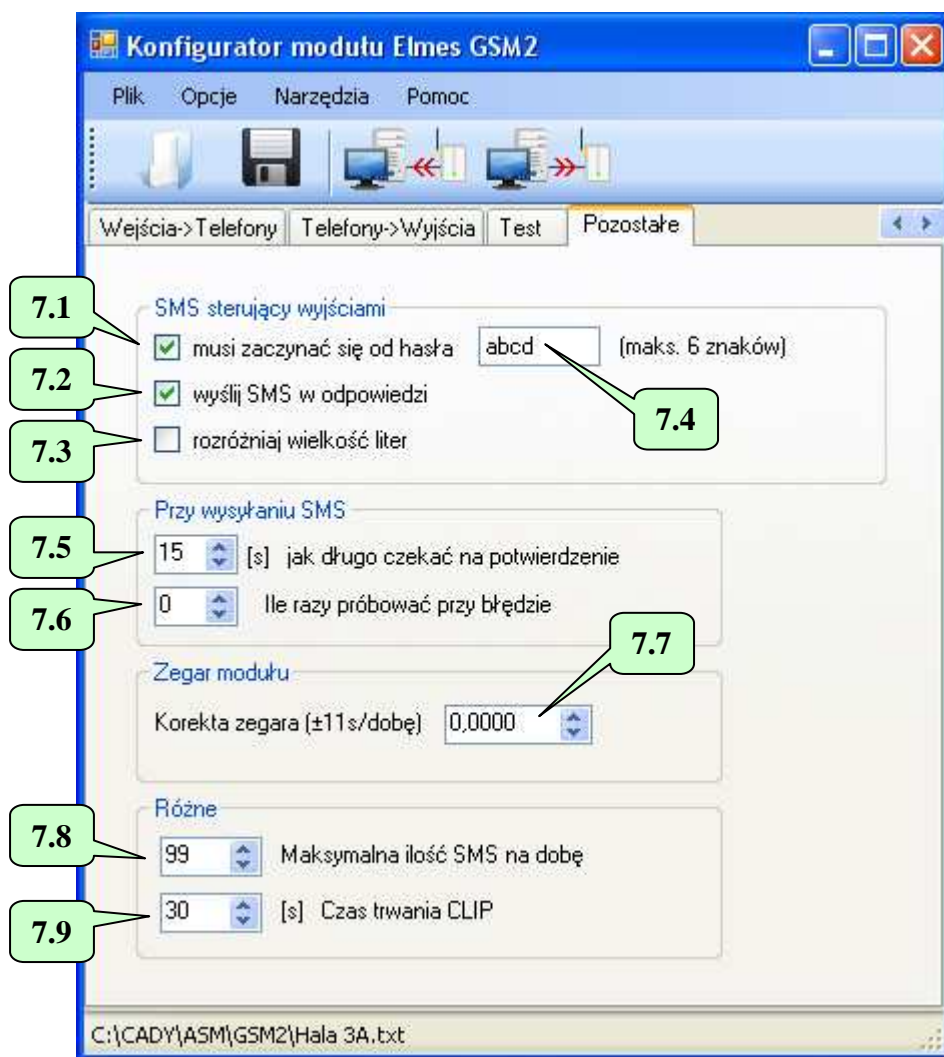 Konfigurator modułu Elmes GSM2
Plik Opcje Narzędzia Pomoc
Wejścia->Telefony Telefony->Wyjścia Test Pozostałe
SMS sterujący wyjściami
7.1
musi zaczynać się od hasła abcd (maks. 6 znaków)
7.2
wyślij SMS w odpowiedzi
7.4
7.3
rozróżniaj wielkość liter
Przy wysyłaniu SMS
7.5
15 [s] jak długo czekać na potwierdzenie
7.6
0 Ile razy próbować przy błędzie
7.7
Zegar modułu
Korekta zegara (±11s/dobę) 0,0000
Różne
7.8
99 Maksymalna ilość SMS na dobę
7.9
30 [s] Czas trwania CLIP
C:\CADY\ASM\GSM2\Hala 3A.txt